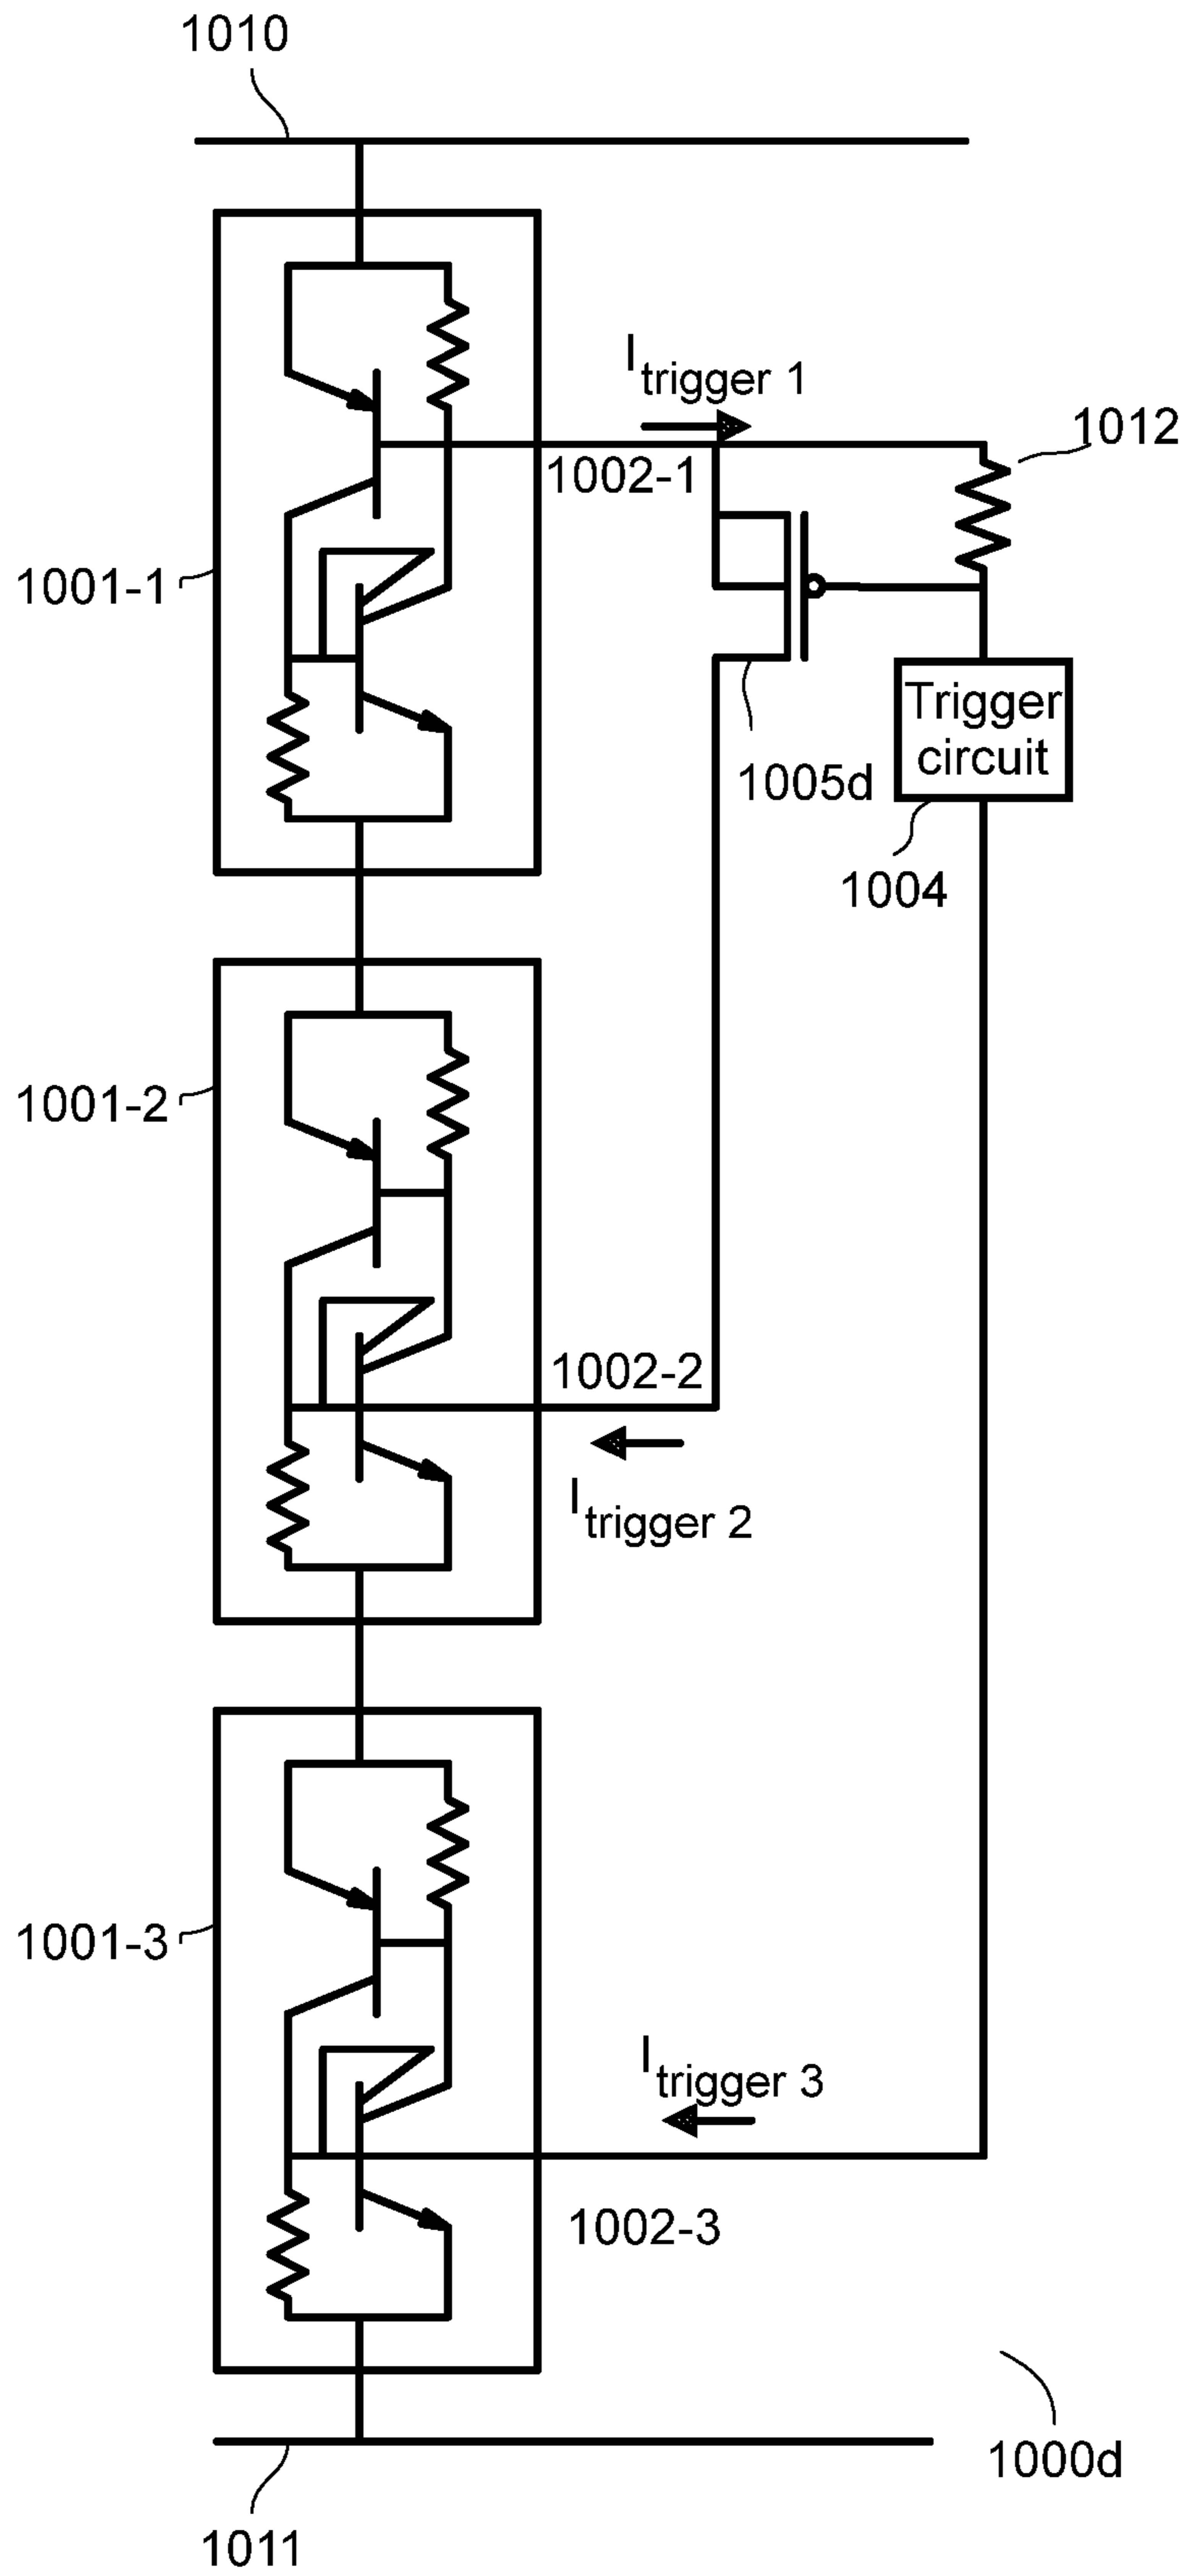 1010
I trigger 1
1012
1002-1
1001-1
Trigger
circuit
1005d
1004
1001-2
1002-2
I trigger 2
1001-3
I trigger 3
1002-3
1000d
1011